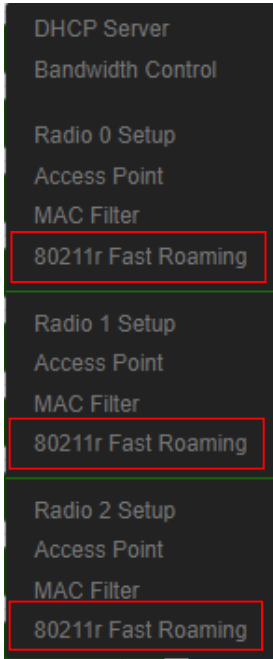 DHCP Server
Bandwidth Control
Radio 0 Setup
Access Point
MAC Filter
80211r Fast Roaming
Radio 1 Setup
Access Point
MAC Filter
80211r Fast Roaming
Radio 2 Setup
Access Point
MAC Filter
80211r Fast Roaming